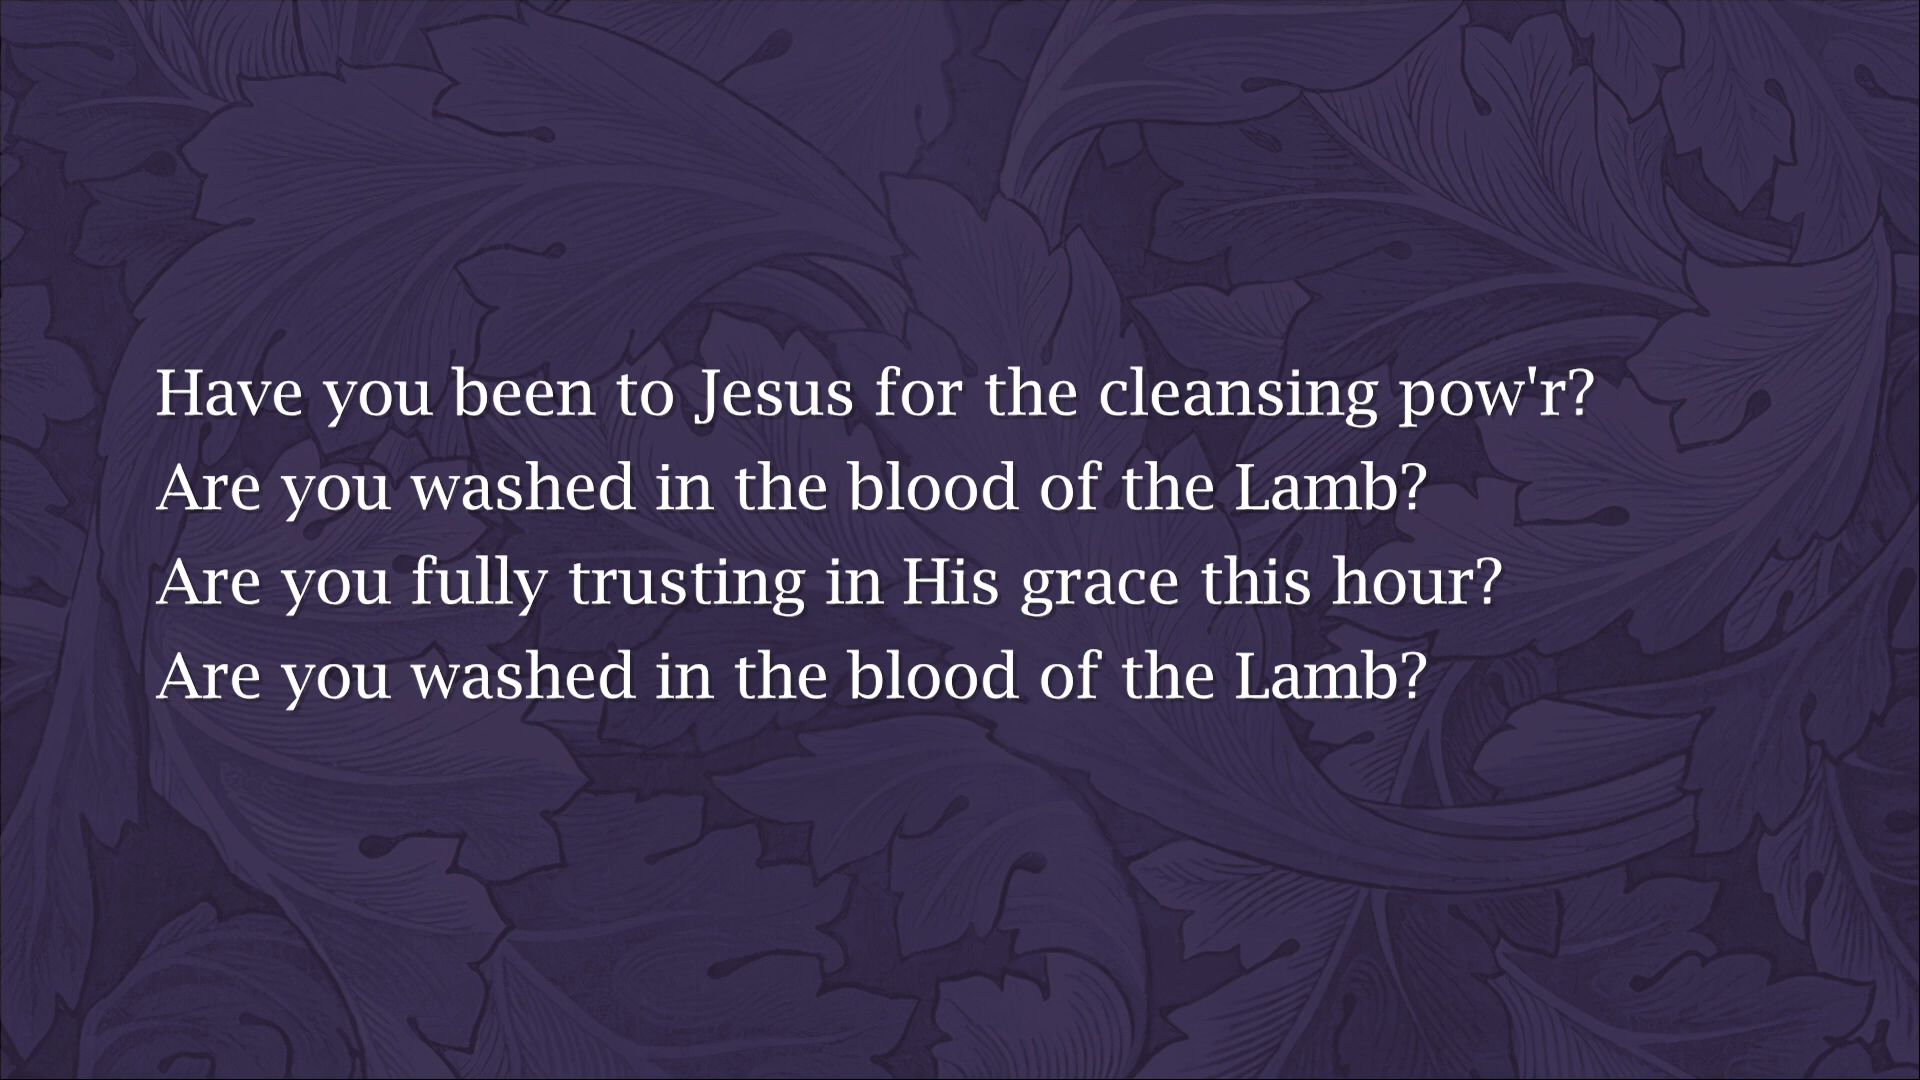 Have you been to Jesus for the cleansing pow'r?
Are you washed in the blood of the Lamb?
Are you fully trusting in His grace this hour?
Are you washed in the blood of the Lamb?